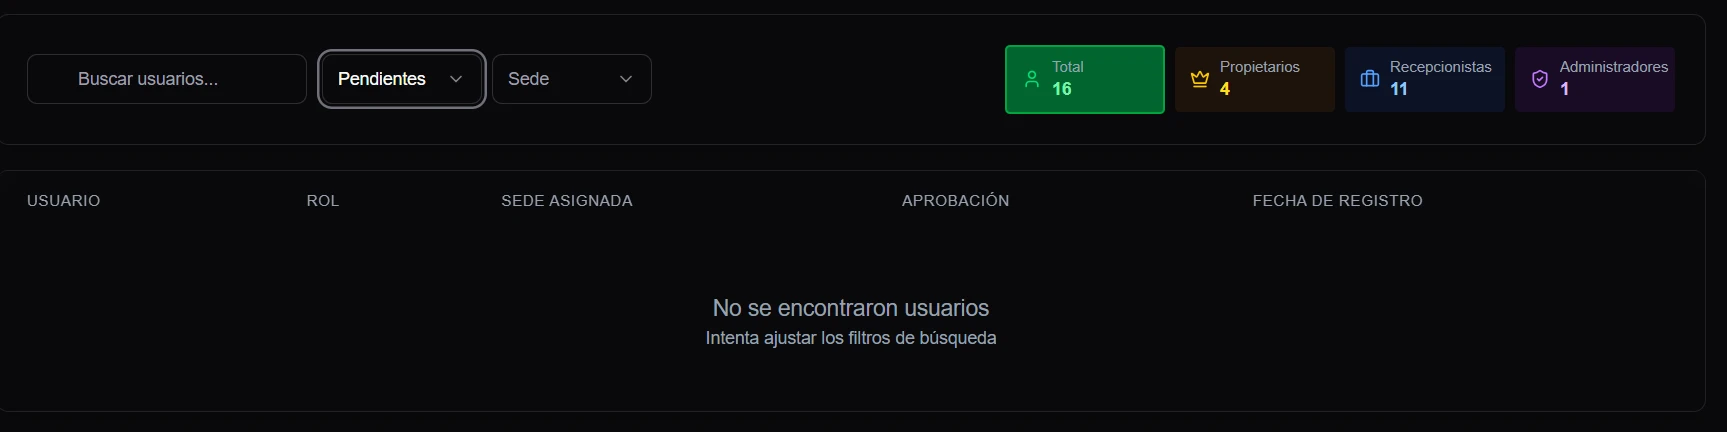 Buscar usuarios...
Pendientes
Sede
Total
16
Propietarios
4
Recepcionistas
11
Administradores
1
USUARIO
ROL
SEDE ASIGNADA
APROBACIÓN
FECHA DE REGISTRO
No se encontraron usuarios
Intenta ajustar los filtros de búsqueda